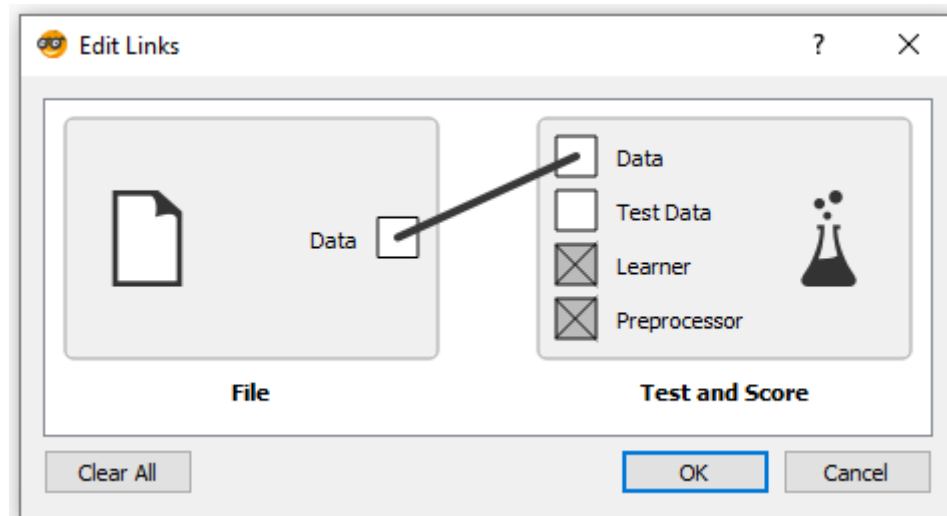 Edit Links
?
Data
Data
Test Data
Learner
Preprocessor
File
Test and Score
Clear All
OK
Cancel